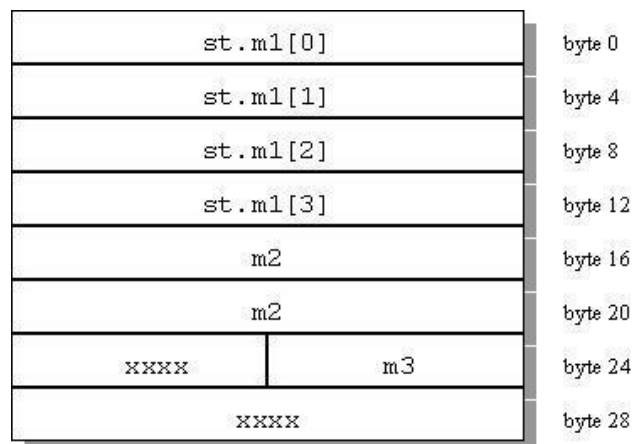 st.m1[0] byte 0
st.m1[1] byte 4
st.m1[2] byte 8
st.m1[3] byte 12
m2 byte 16
m2 byte 20
xxxx m3 byte 24
xxxx byte 28